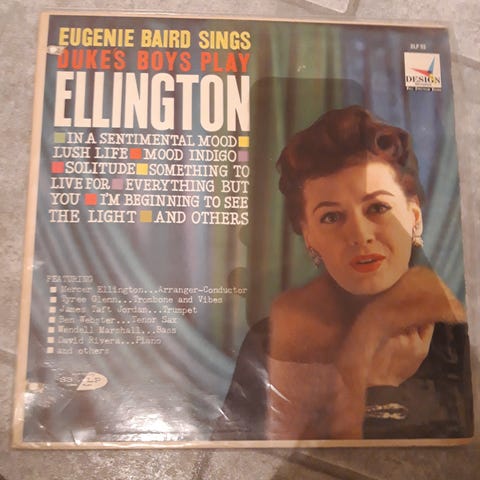 EUGENIE BAIRD SINGS
DUKE'S BOYS PLAY
ELLINGTON
IN A SENTIMENTAL MOOD
LUSH LIFE MOOD INDIGO
SOLITUDE SOMETHING TO
LIVE FOR EVERYTHING BUT
YOU I'M BEGINNING TO SEE
THE LIGHT AND OTHERS
DLP 55
DESIGN
FEATURING
Mercer Ellington...Arranger-Conductor
Tyree Glenn...Trombone and Vibes
James Taft Jordan...Trumpet
Ben Webster...Tenor Sax
Wendell Marshall...Bass
David Rivera...Piano
and others
33 LP